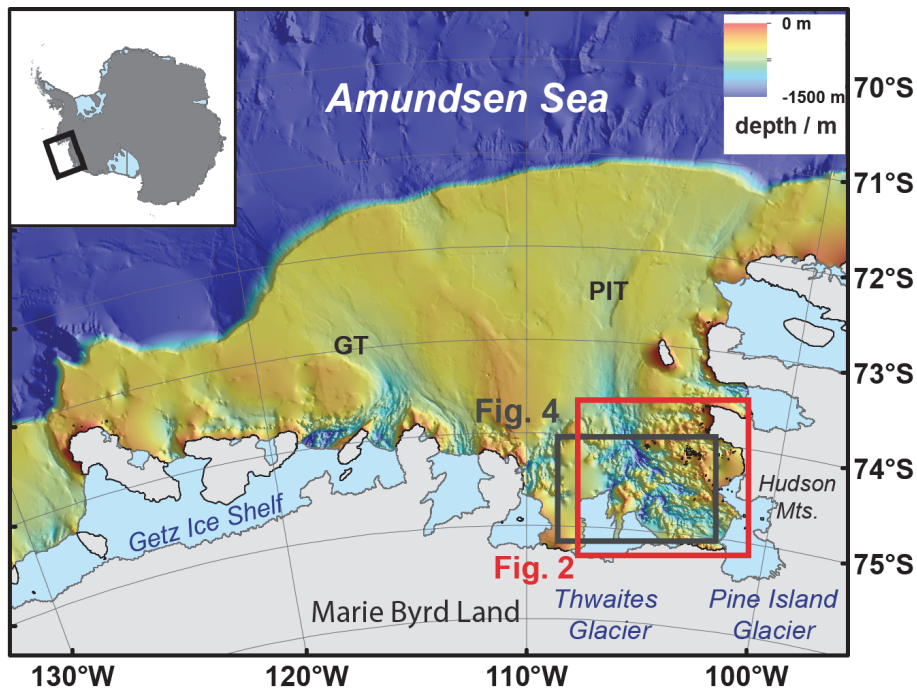 0 m
-1500 m
depth / m
Amundsen Sea
70°S
71°S
72°S
PIT
GT
73°S
Fig. 4
74°S
Hudson
Mts.
Getz Ice Shelf
75°S
Fig. 2
Marie Byrd Land
Thwaites
Glacier
Pine Island
Glacier
130°W
120°W
110°W
100°W